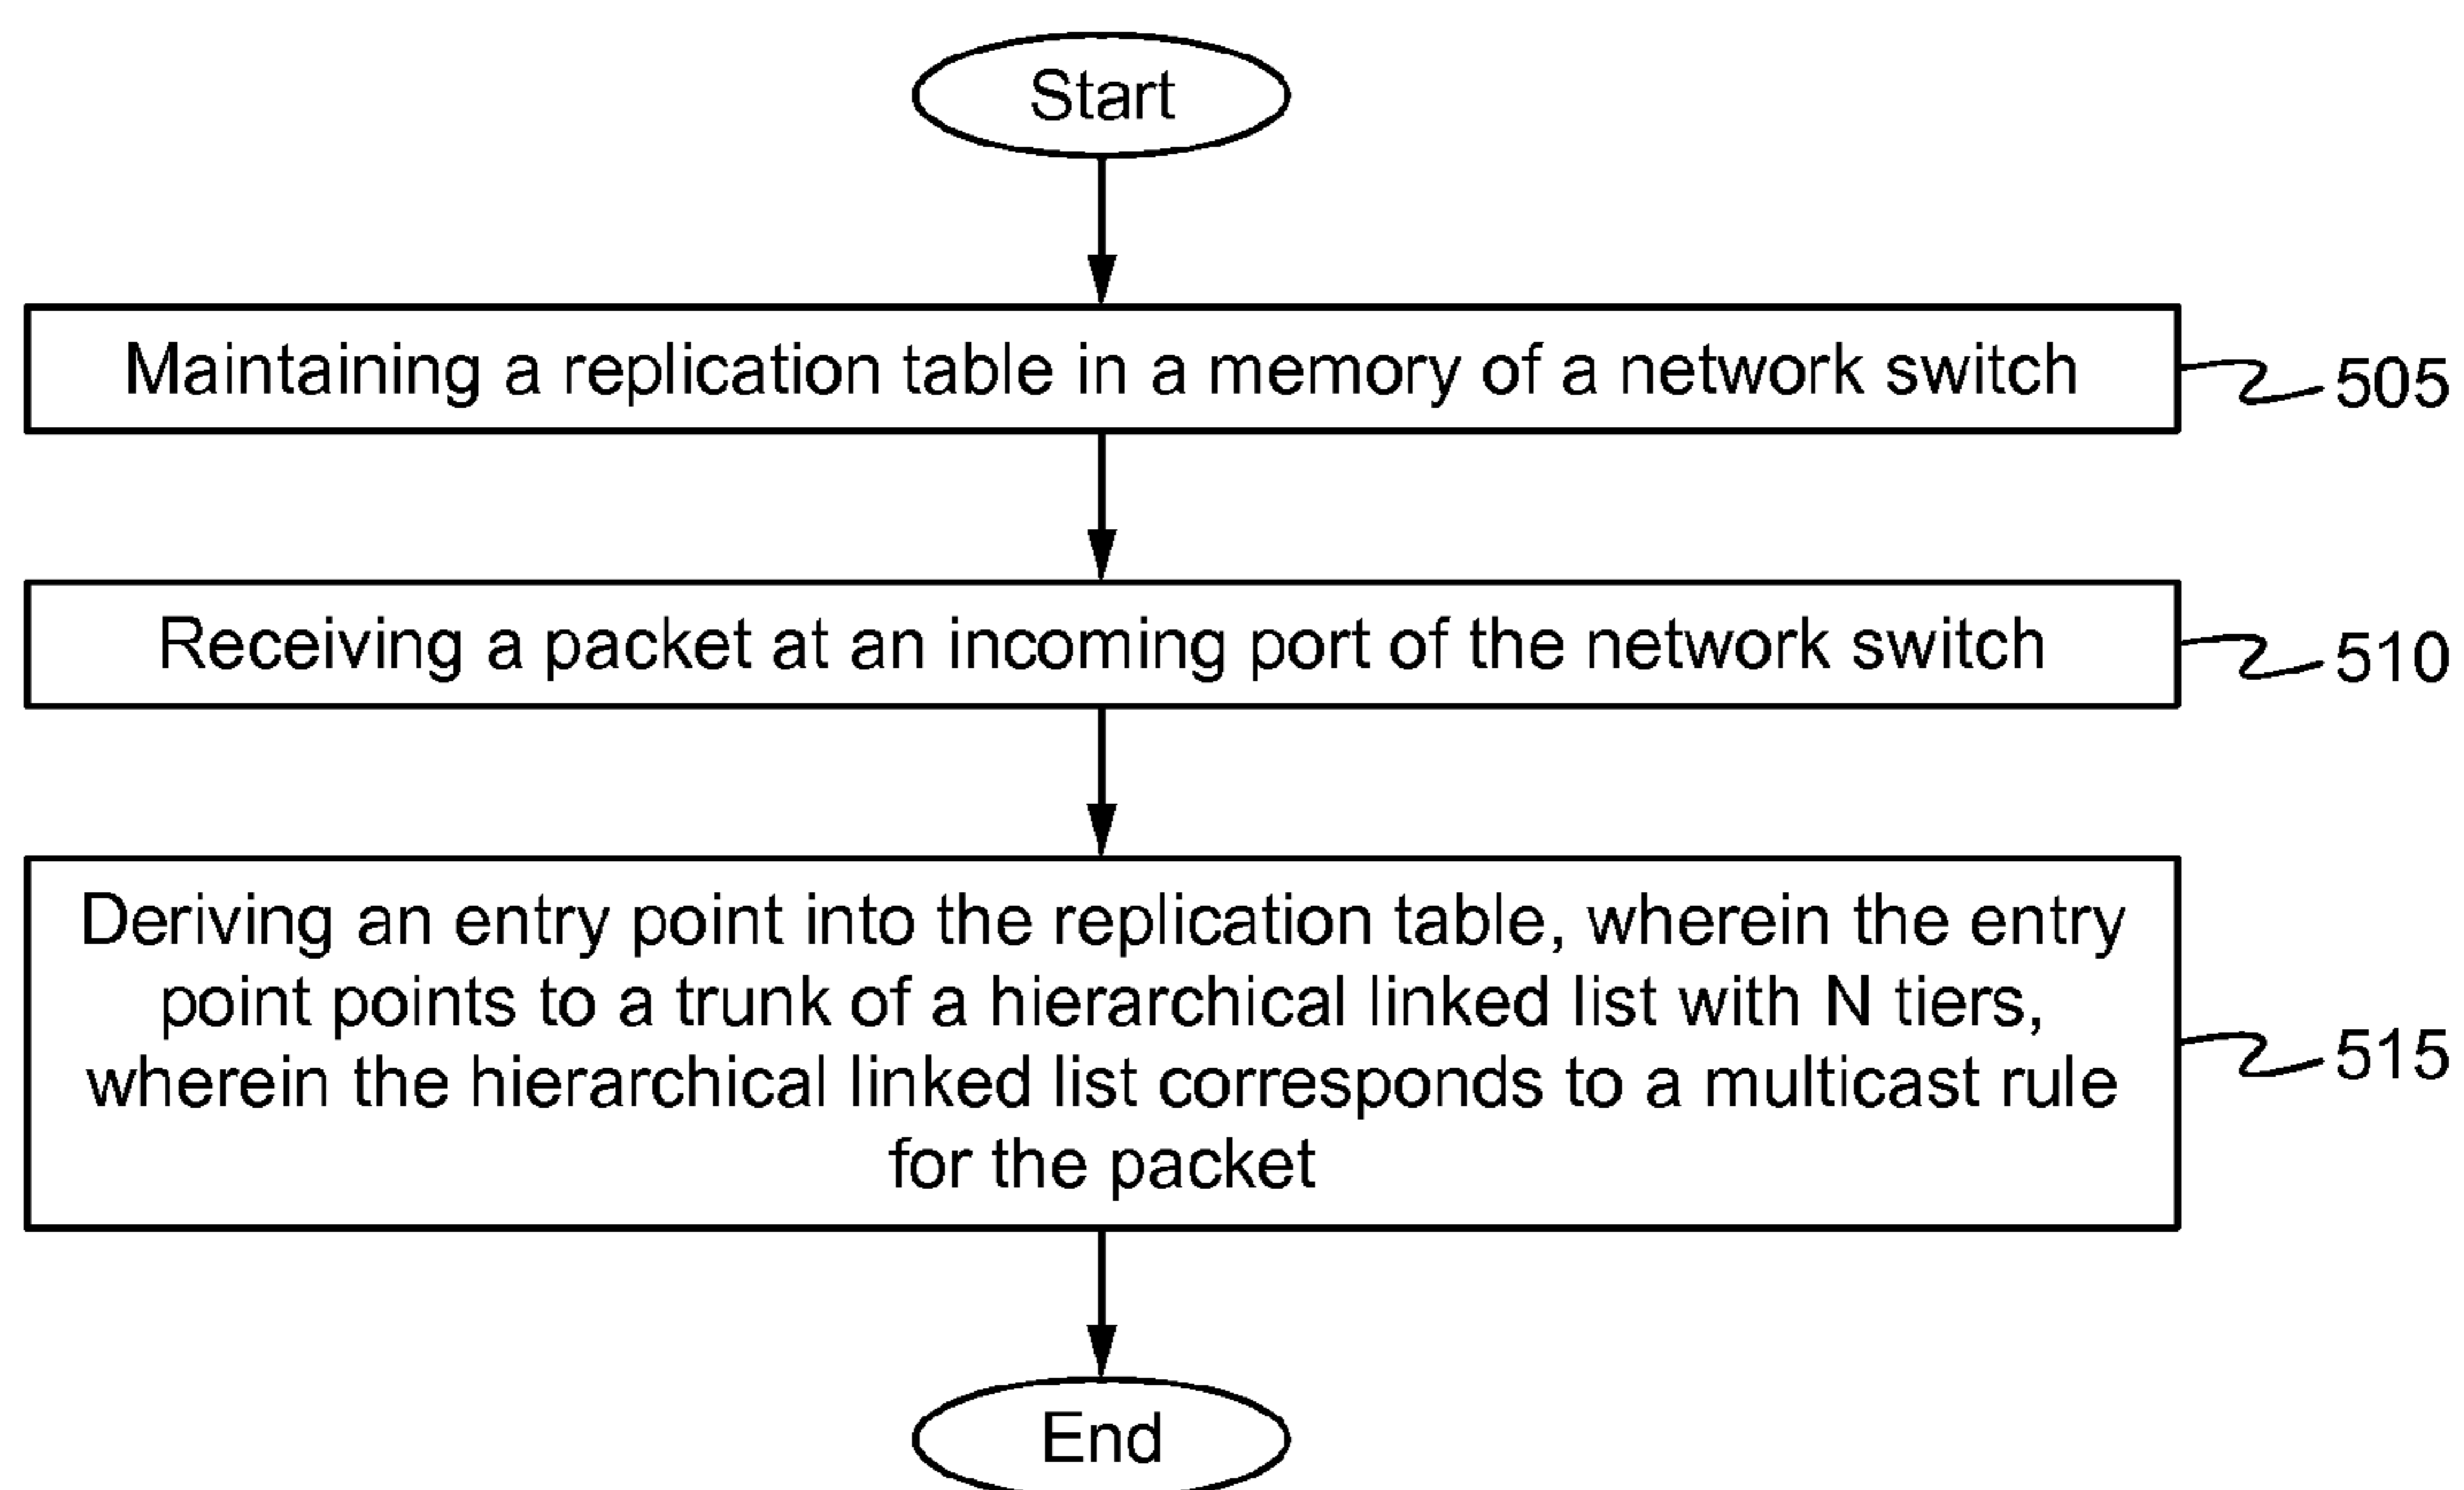 Start
Maintaining a replication table in a memory of a network switch
505
Receiving a packet at an incoming port of the network switch
510
Deriving an entry point into the replication table, wherein the entry
point points to a trunk of a hierarchical linked list with N tiers,
wherein the hierarchical linked list corresponds to a multicast rule
for the packet
515
End